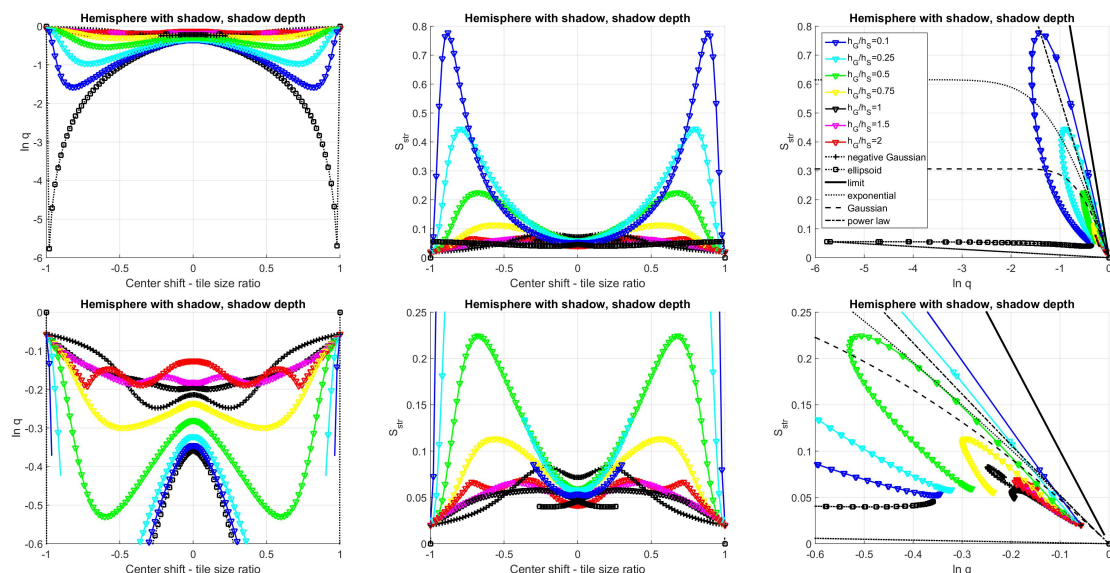 Hemisphere with shadow, shadow depth
0
-1
-2
-3
-4
-5
-6
ln q
-1
-0.5
0
0.5
1
Center shift - tile size ratio
Hemisphere with shadow, shadow depth
0.8
0.7
0.6
0.5
0.4
0.3
0.2
0.1
0
S_str
-1
-0.5
0
0.5
1
Center shift - tile size ratio
Hemisphere with shadow, shadow depth
0.8
0.7
0.6
0.5
0.4
0.3
0.2
0.1
0
S_str
h_G/h_S=0.1
h_G/h_S=0.25
h_G/h_S=0.5
h_G/h_S=0.75
h_G/h_S=1
h_G/h_S=1.5
h_G/h_S=2
negative Gaussian
ellipsoid
limit
exponential
Gaussian
power law
-6
-5
-4
-3
-2
-1
0
ln q
Hemisphere with shadow, shadow depth
0
-0.1
-0.2
-0.3
-0.4
-0.5
-0.6
ln q
-1
-0.5
0
0.5
1
Center shift - tile size ratio
Hemisphere with shadow, shadow depth
0.25
0.2
0.15
0.1
0.05
0
S_str
-1
-0.5
0
0.5
1
Center shift - tile size ratio
Hemisphere with shadow, shadow depth
0.25
0.2
0.15
0.1
0.05
0
S_str
-0.6
-0.5
-0.4
-0.3
-0.2
-0.1
0
ln q